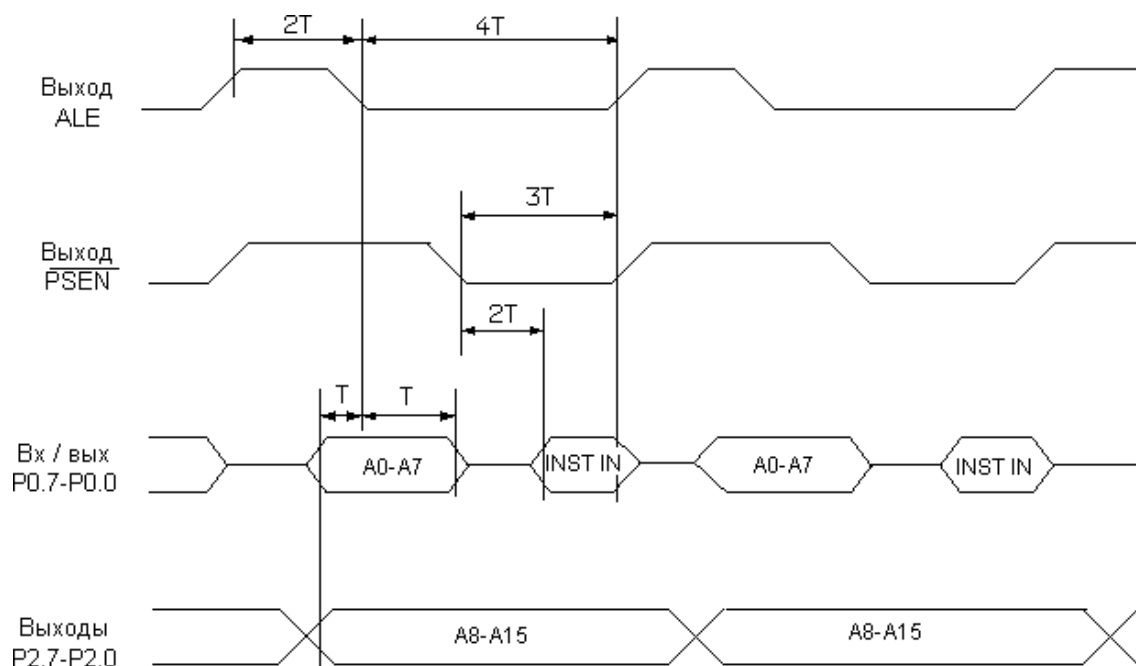 2T 4T
Выход
ALE
3T
Выход
PSEN
2T
T T
Вх / вых
P0.7-P0.0
A0-A7 INST IN A0-A7 INST IN
Выходы
P2.7-P2.0
A8-A15 A8-A15